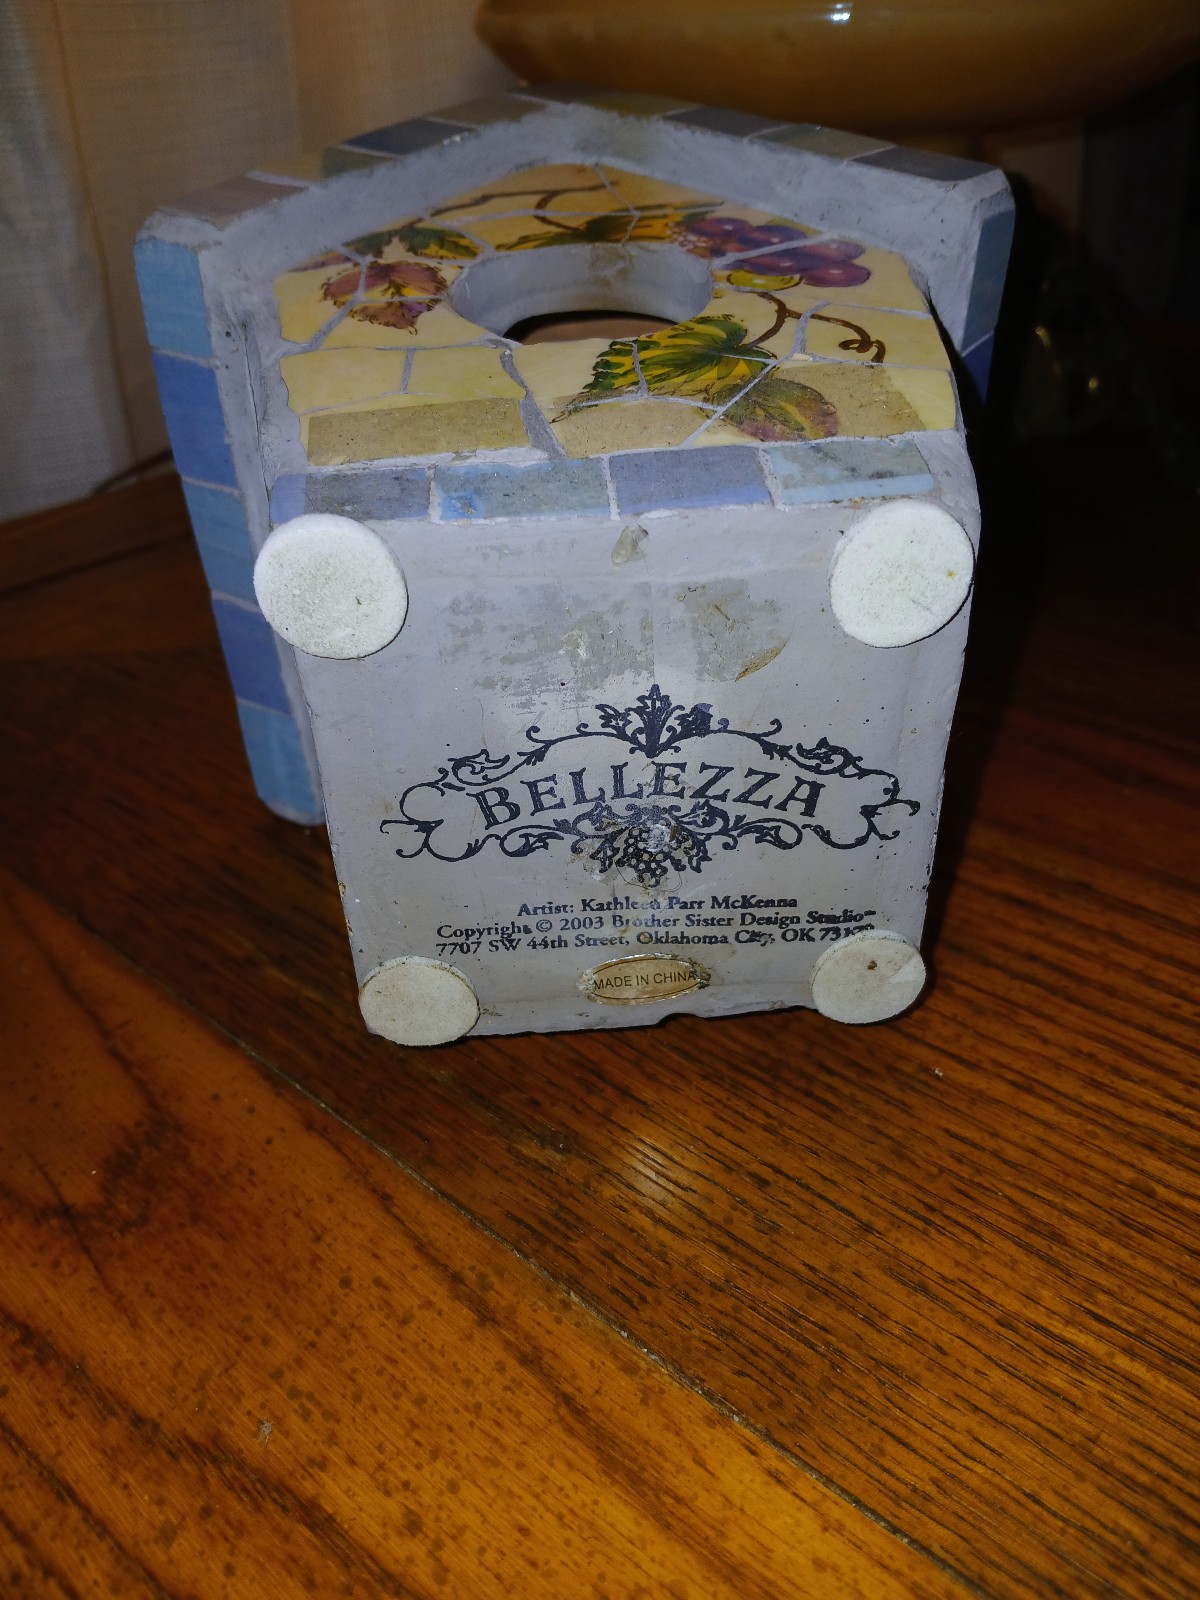 BELLEZZA
Artist: Kathleen Parr McKenna
Copyright © 2003 Brother Sister Design Studio™
7707 SW 44th Street, Oklahoma City, OK
MADE IN CHINA